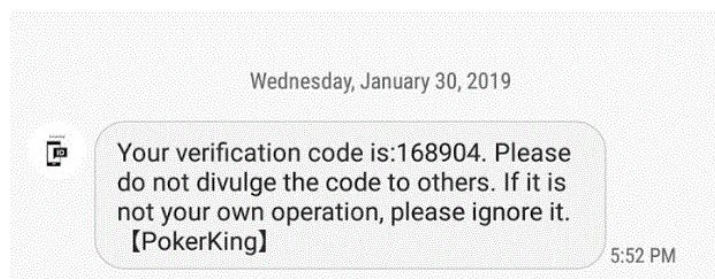 Wednesday, January 30, 2019
Your verification code is:168904. Please
do not divulge the code to others. If it is
not your own operation, please ignore it.
【PokerKing】
5:52 PM